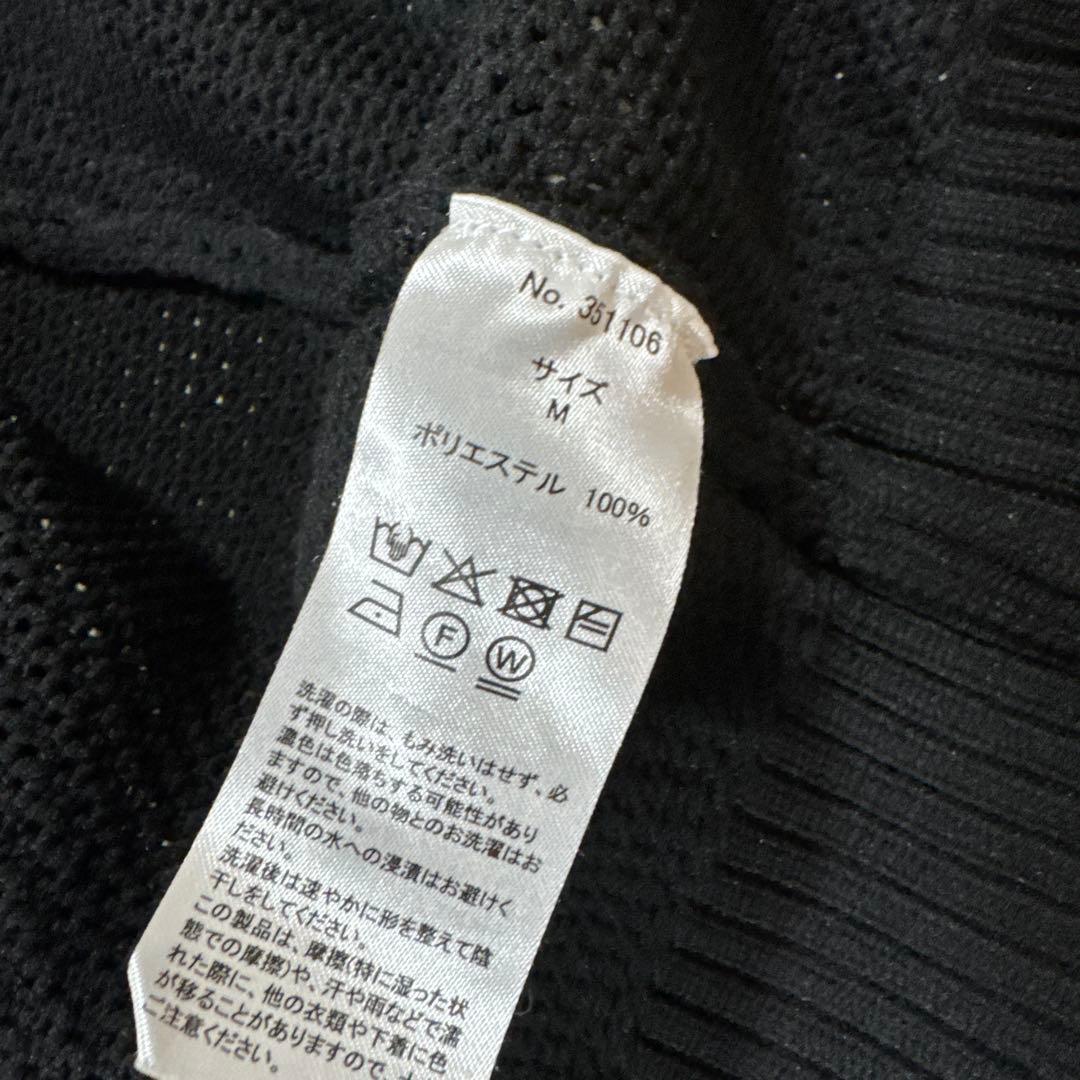 No. 351106
サイズ
M
ポリエステル 100%
F
W
洗濯の際は、もみ洗いはせず、必
ず押し洗いをしてください。
濃色は色落ちする可能性があり
ますので、他の物とのお洗濯はお
避けください。
長時間の水への浸漬はお避けく
ださい。
洗濯後は速やかに形を整えて陰
干しをしてください。
この製品は、摩擦(特に湿った状
態での摩擦)や、汗や雨などで濡
れた際に、他の衣類や下着に色
が移ることがありますので、
ご注意ください。